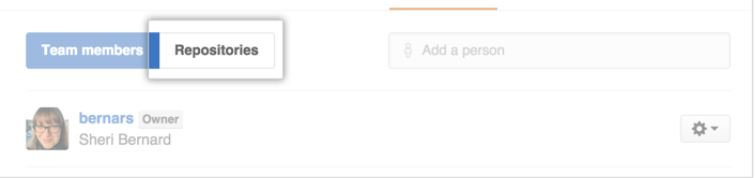 Team members Repositories Add a person
bernars Owner
Sheri Bernard